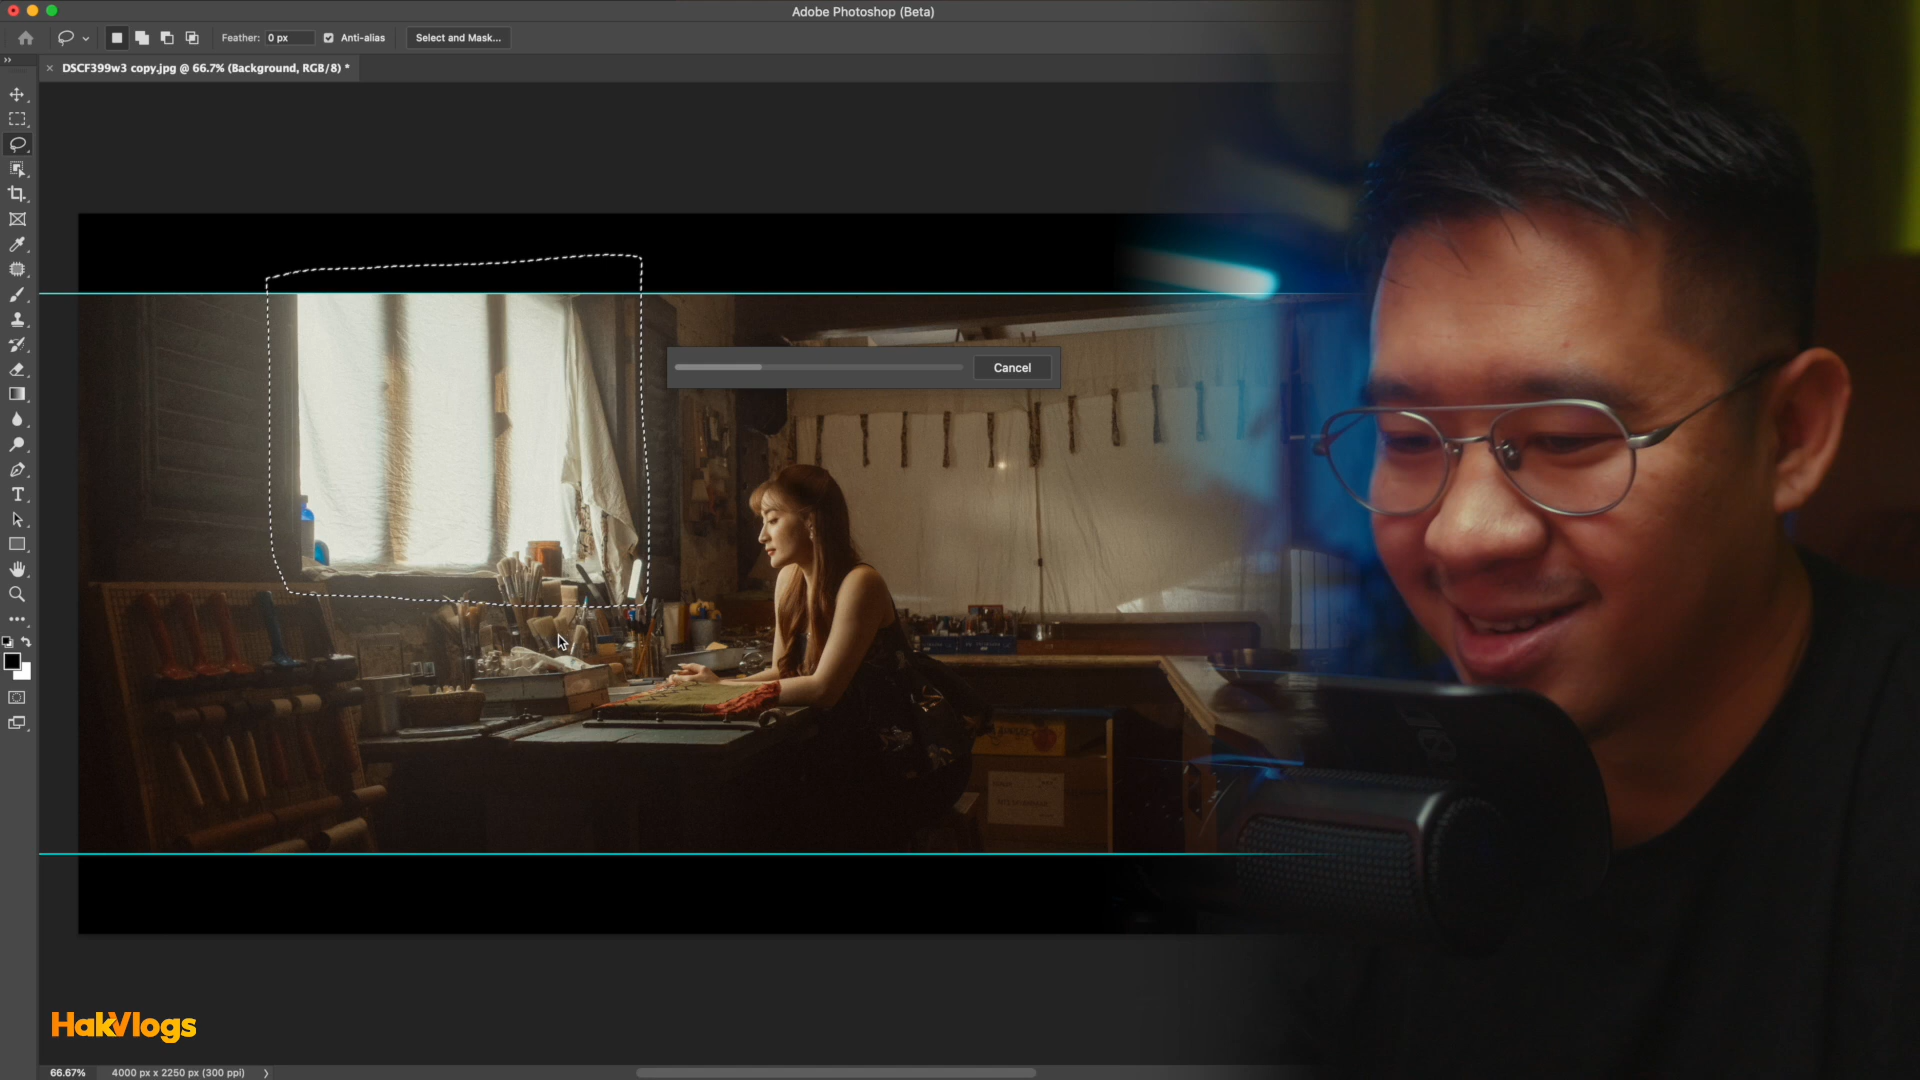 Adobe Photoshop (Beta)
Feather: 0 px Anti-alias Select and Mask...
DSCF399w3 copy.jpg @ 66.7% (Background, RGB/8) *
Cancel
HakVlogs
66.67% 4000 px x 2250 px (300 ppi)